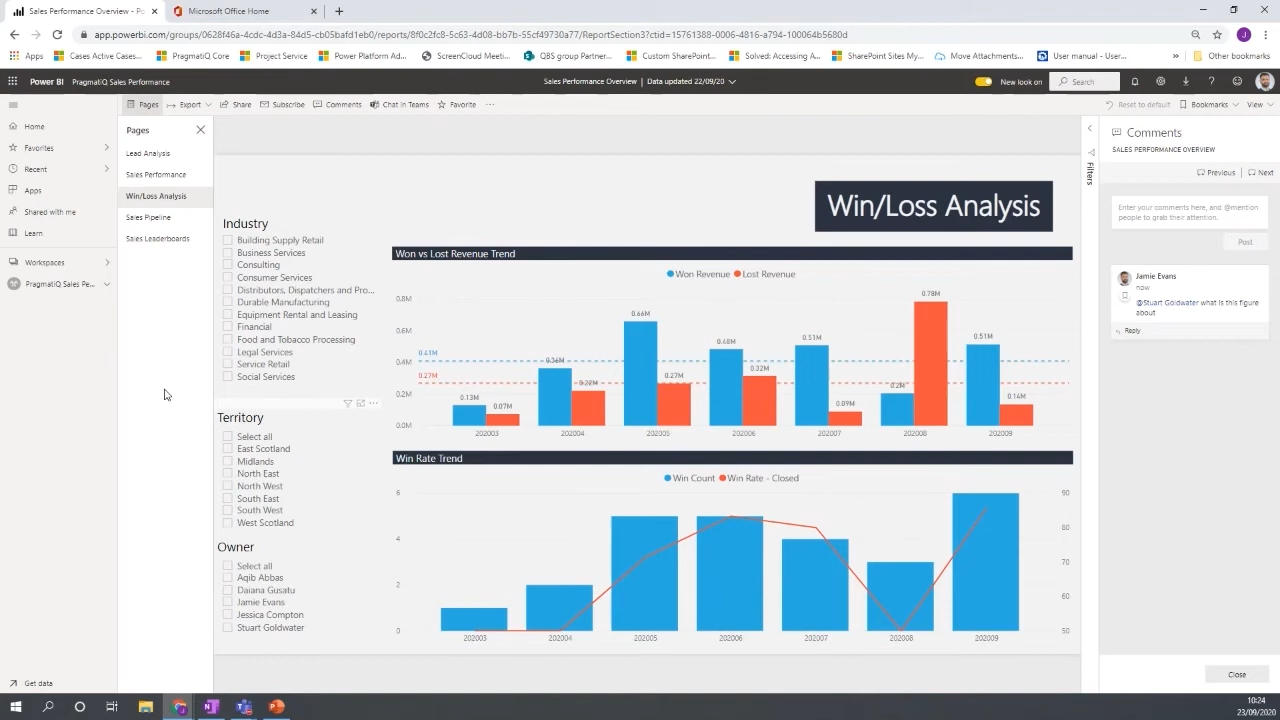 Sales Performance Overview - Po
Microsoft Office Home
app.powerbi.com/groups/0628f46a-4cdc-4d3a-84d5-cb05bafd1eb0/reports/8f0c2fc8-5c63-4d08-bb7b-55cf49730a77/ReportSection3?ctid=15761388-0006-4816-a794-100064b5680d
Apps
Cases Active Cases...
PragmatiQ Core
Project Service
Power Platform Ad...
ScreenCloud Meeti...
QBS group Partner...
Custom SharePoint...
Solved: Accessing A...
SharePoint Sites My...
Move Attachments...
User manual - User...
Other bookmarks
Power BI PragmatiQ Sales Performance
Sales Performance Overview | Data updated 22/09/20
New look on
Search
Pages
Export
Share
Subscribe
Comments
Chat in Teams
Favorite
Reset to default
Bookmarks
View
Home
Favorites
Recent
Apps
Shared with me
Learn
Workspaces
PragmatiQ Sales Pe...
Get data
Pages
Lead Analysis
Sales Performance
Win/Loss Analysis
Sales Pipeline
Sales Leaderboards
Win/Loss Analysis
Industry
Building Supply Retail
Business Services
Consulting
Consumer Services
Distributors, Dispatchers and Pro...
Durable Manufacturing
Equipment Rental and Leasing
Financial
Food and Tobacco Processing
Legal Services
Service Retail
Social Services
Territory
Select all
East Scotland
Midlands
North East
North West
South East
South West
West Scotland
Owner
Select all
Aqib Abbas
Daiana Gusatu
Jamie Evans
Jessica Compton
Stuart Goldwater
Won vs Lost Revenue Trend
Won Revenue Lost Revenue
0.8M
0.6M
0.4M
0.2M
0.0M
0.41M
0.27M
0.13M
0.07M
0.36M
0.22M
0.66M
0.27M
0.48M
0.32M
0.51M
0.09M
0.2M
0.78M
0.51M
0.14M
202003 202004 202005 202006 202007 202008 202009
Win Rate Trend
Win Count Win Rate - Closed
6
4
2
0
90
80
70
60
50
202003 202004 202005 202006 202007 202008 202009
Filters
Comments
SALES PERFORMANCE OVERVIEW
Previous
Next
Enter your comments here, and @mention
people to grab their attention.
Post
Jamie Evans
now
@Stuart Goldwater what is this figure
about
Reply
Close
10:24
23/09/2020